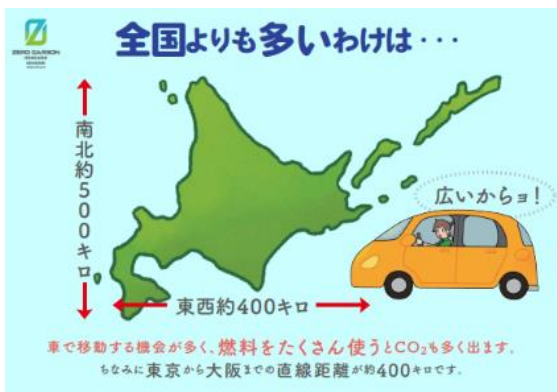 ZERO CARBON
全国よりも多いわけは・・・
南北約500キロ
広いからヨ!
東西約400キロ
車で移動する機会が多く、燃料をたくさん使うとCO₂も多く出ます。
ちなみに東京から大阪までの直線距離が約400キロです。